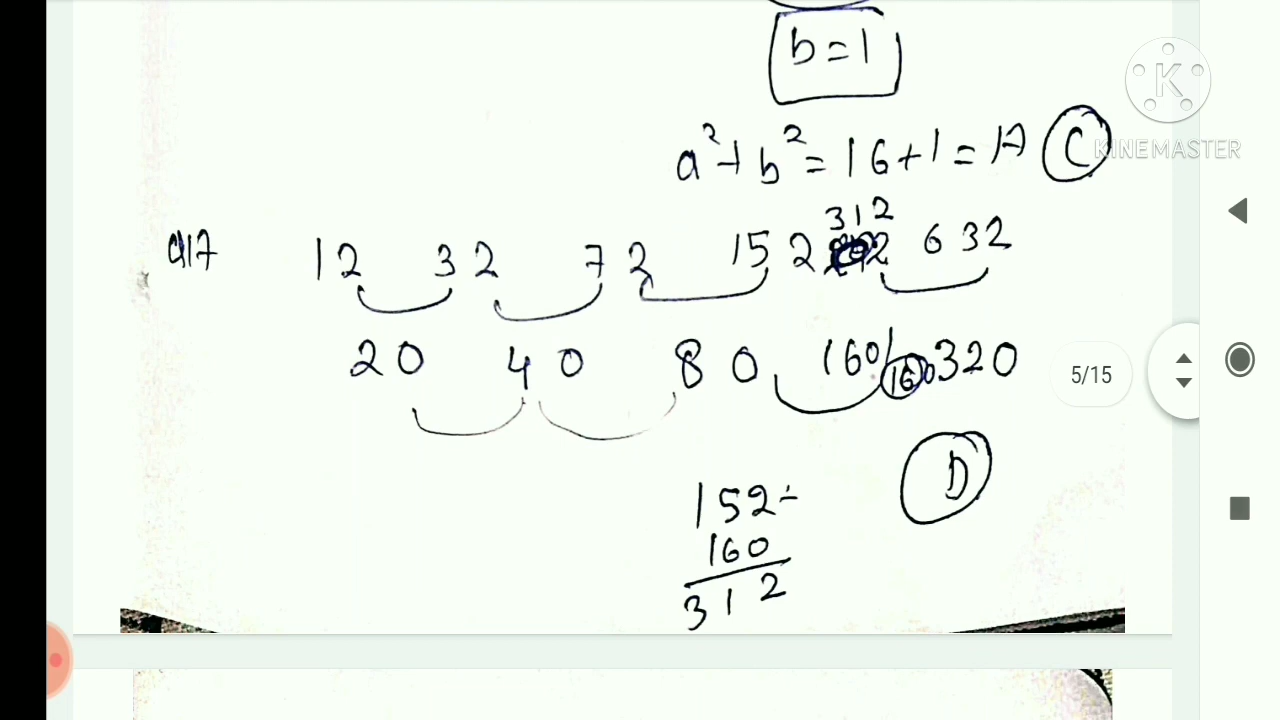 b=1
a²+b²=16+1=17 C
KINEMASTER
312
Q17 12 32 72 152 632
20 40 80 160 160 320
5/15
D
152+
160
312